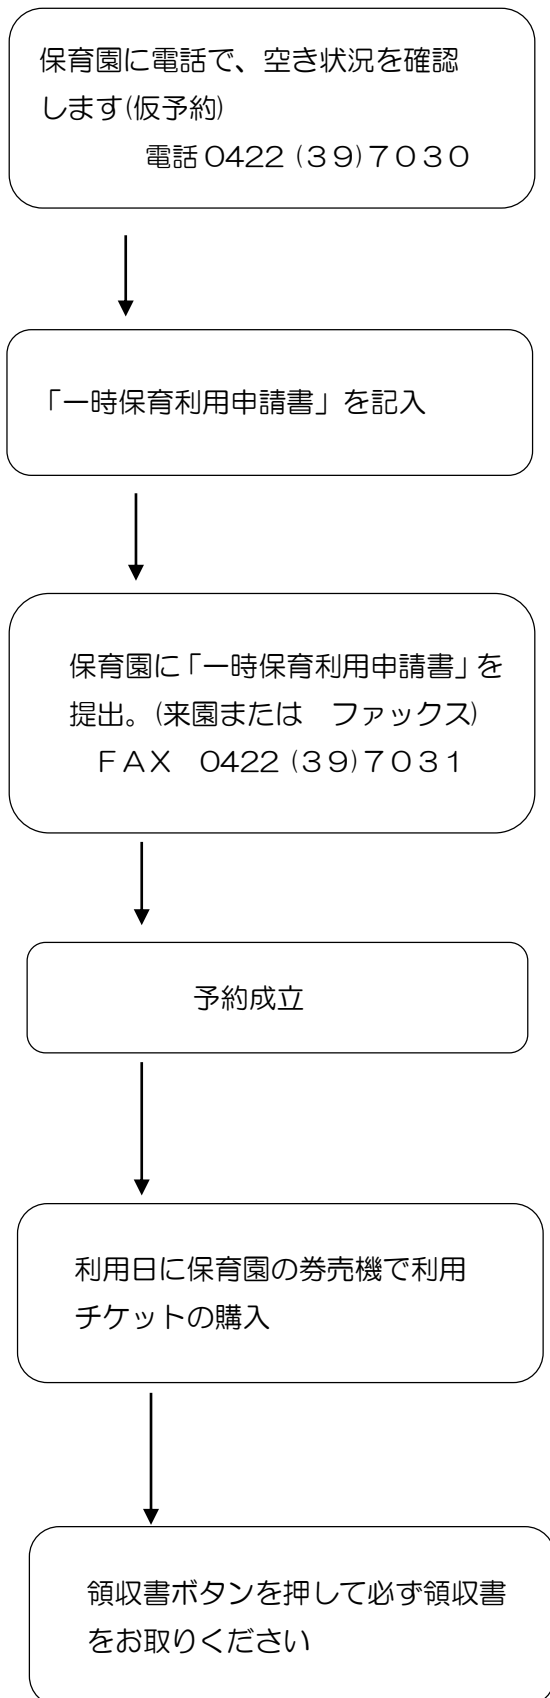 保育園に電話で、空き状況を確認
します(仮予約)
電話0422 (３９)７０３０
「一時保育利用申請書」を記入
保育園に「一時保育利用申請書」を
提出。(来園または　ファックス)
ＦＡＸ　0422 (３９)７０３１
予約成立
利用日に保育園の券売機で利用
チケットの購入
領収書ボタンを押して必ず領収書
をお取りください